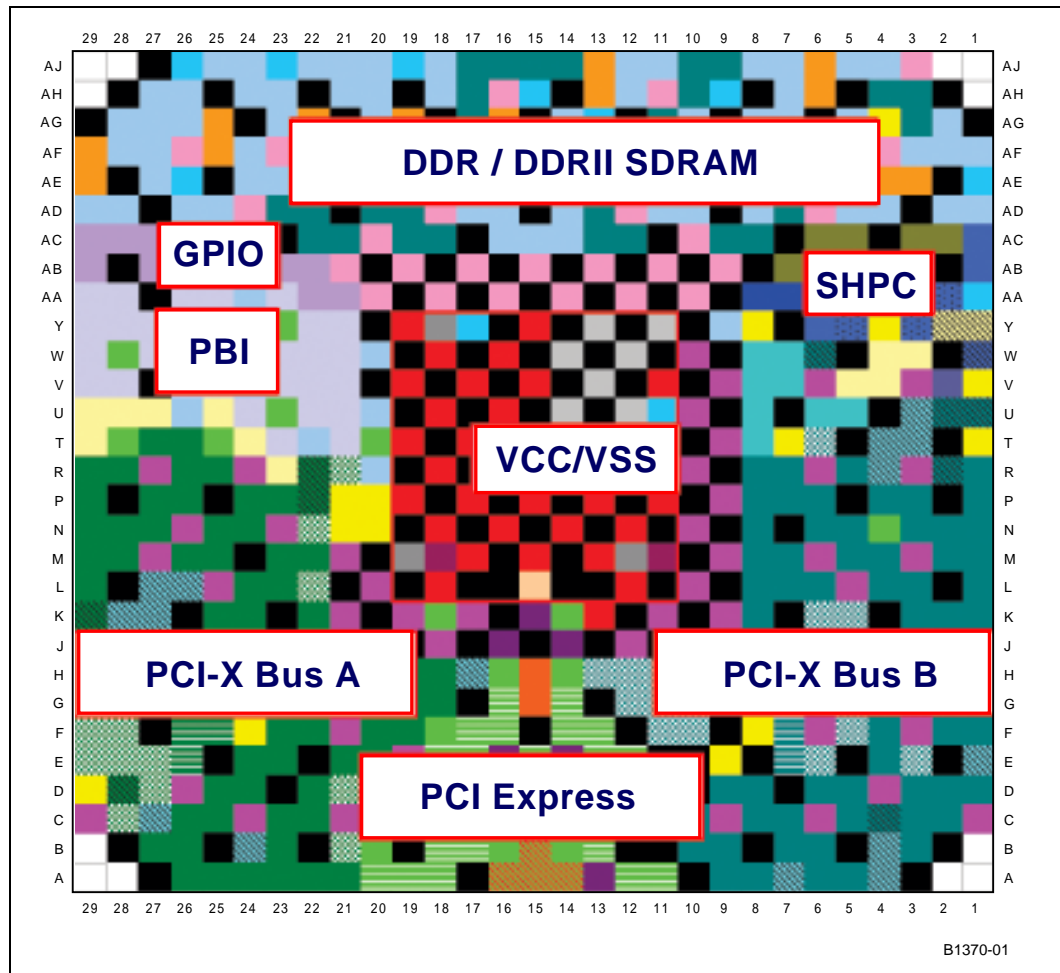 29 28 27 26 25 24 23 22 21 20 19 18 17 16 15 14 13 12 11 10 9 8 7 6 5 4 3 2 1
AJ AJ
AH AH
AG AG
AF DDR / DDRII SDRAM AF
AE AE
AD AD
AC GPIO AC
AB SHPC AB
AA AA
Y Y
W PBI W
V V
U U
T VCC/VSS T
R R
P P
N N
M M
L L
K K
J J
H PCI-X Bus A PCI-X Bus B H
G G
F F
E E
D PCI Express D
C C
B B
A A
29 28 27 26 25 24 23 22 21 20 19 18 17 16 15 14 13 12 11 10 9 8 7 6 5 4 3 2 1
B1370-01